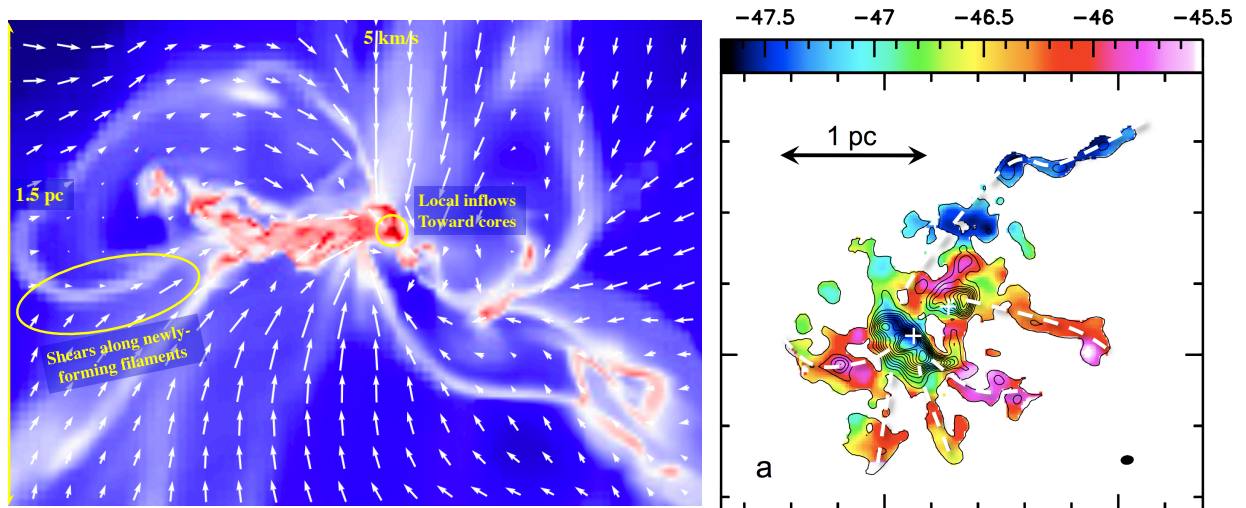 5 km/s
1.5 pc
Local inflows
Toward cores
Shears along newly-
forming filaments
−47.5 −47 −46.5 −46 −45.5
1 pc
a